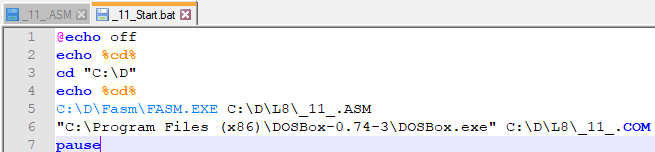 _11_.ASM _11_Start.bat
1 @echo off
2 echo %cd%
3 cd "C:\D"
4 echo %cd%
5 C:\D\Fasm\FASM.EXE C:\D\L8\_11_.ASM
6 "C:\Program Files (x86)\DOSBox-0.74-3\DOSBox.exe" C:\D\L8\_11_.COM
7 pause